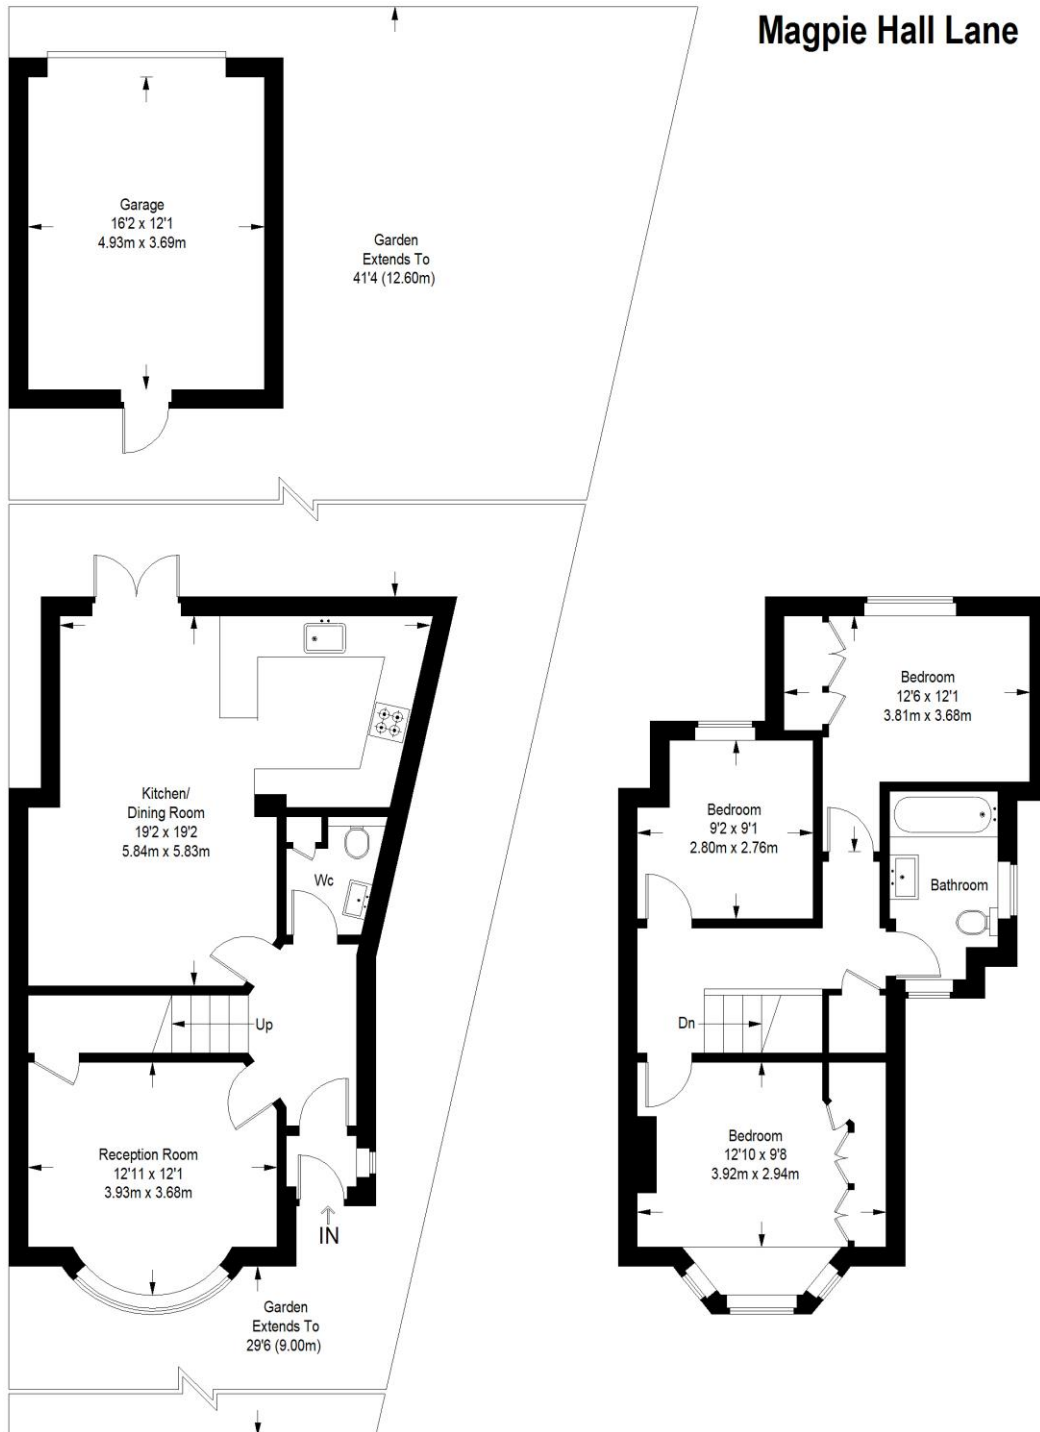 Magpie Hall Lane
Garage
16'2 x 12'1
4.93m x 3.69m
Garden
Extends To
41'4 (12.60m)
Kitchen/
Dining Room
19'2 x 19'2
5.84m x 5.83m
Wc
Up
Reception Room
12'11 x 12'1
3.93m x 3.68m
IN
Garden
Extends To
29'6 (9.00m)
Bedroom
12'6 x 12'1
3.81m x 3.68m
Bedroom
9'2 x 9'1
2.80m x 2.76m
Bathroom
Dn
Bedroom
12'10 x 9'8
3.92m x 2.94m